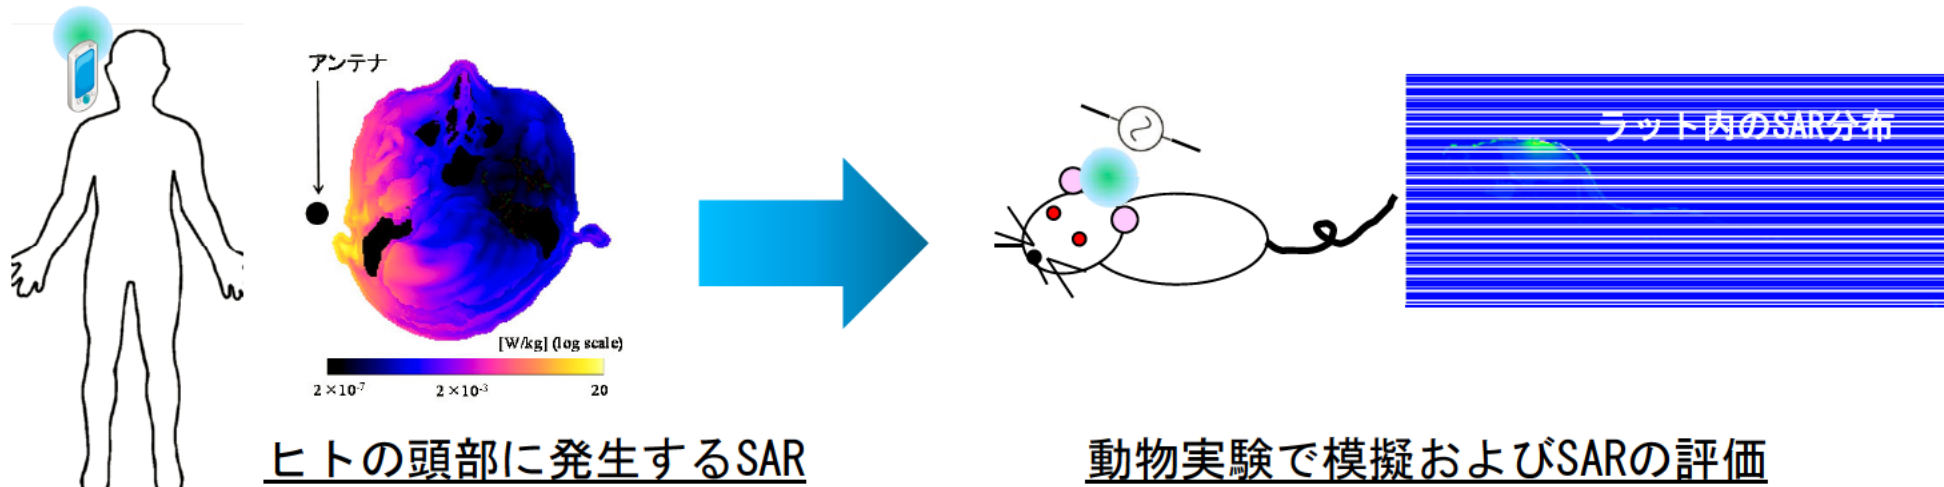 アンテナ
[W/kg] (log scale)
2×10-7 2×10-3 20
ヒトの頭部に発生するSAR
ラット内のSAR分布
動物実験で模擬およびSARの評価